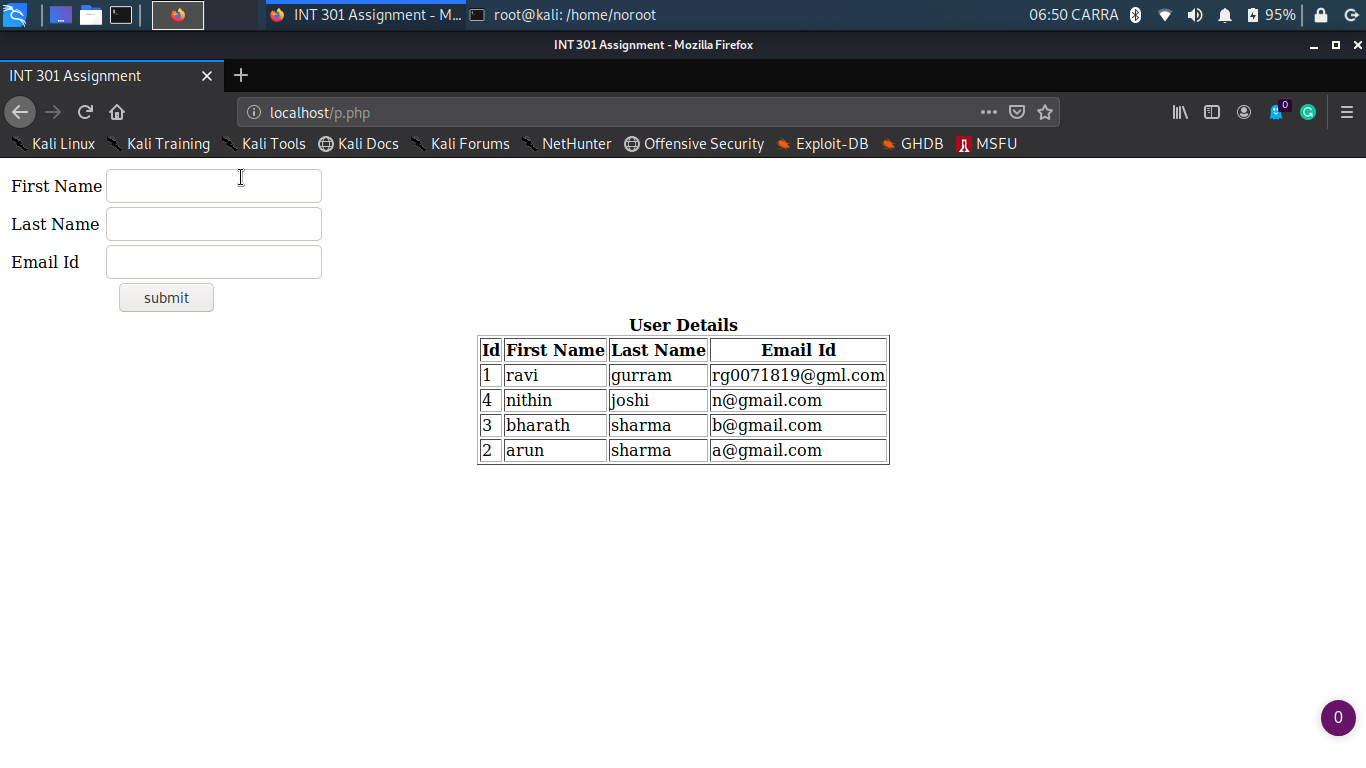 INT 301 Assignment - M... root@kali: /home/noroot 06:50 CARRA 95%
INT 301 Assignment - Mozilla Firefox
INT 301 Assignment
localhost/p.php 0
Kali Linux Kali Training Kali Tools Kali Docs Kali Forums NetHunter Offensive Security Exploit-DB GHDB MSFU
First Name
Last Name
Email Id
submit
User Details
Id First Name Last Name Email Id
1 ravi gurram rg0071819@gml.com
4 nithin joshi n@gmail.com
3 bharath sharma b@gmail.com
2 arun sharma a@gmail.com
0